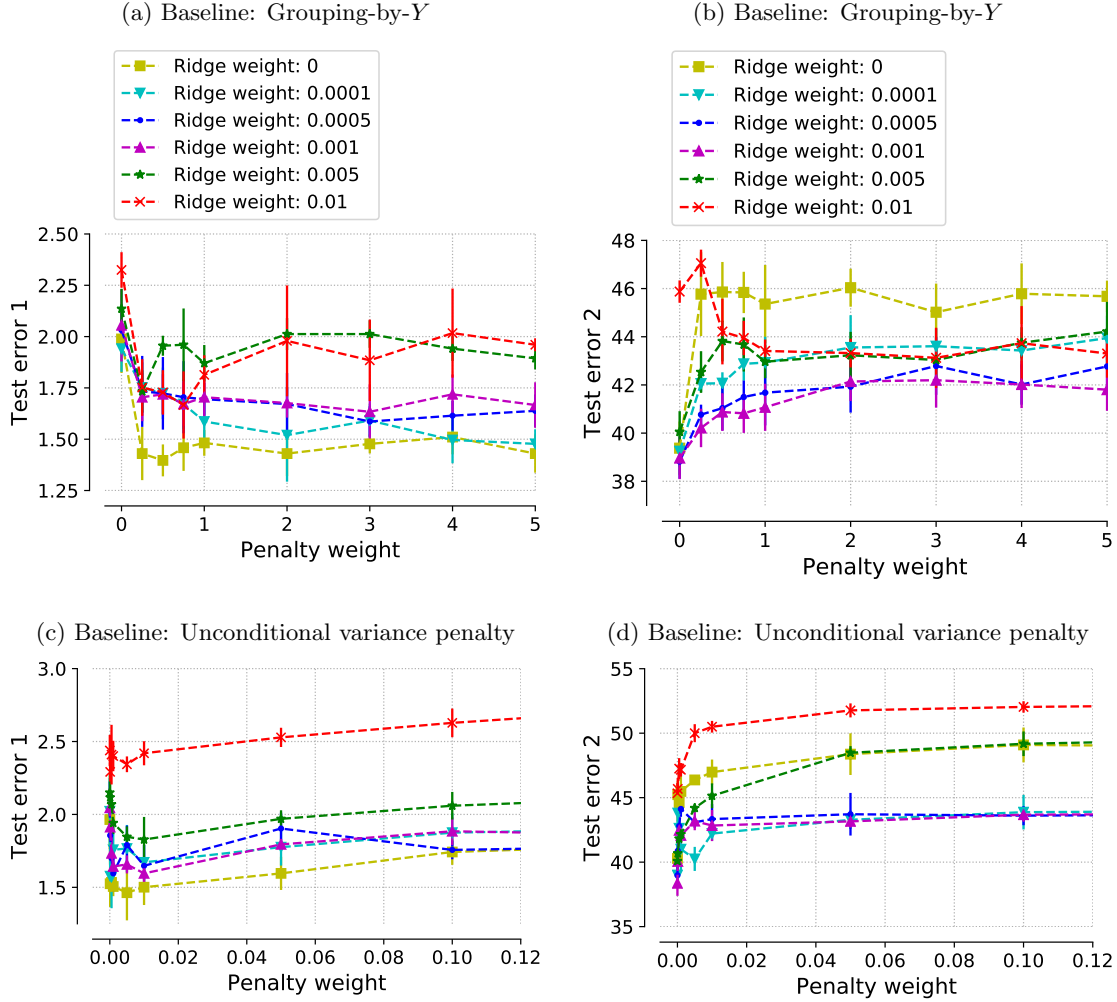 (a) Baseline: Grouping-by-Y
Ridge weight: 0
Ridge weight: 0.0001
Ridge weight: 0.0005
Ridge weight: 0.001
Ridge weight: 0.005
Ridge weight: 0.01
2.50
2.25
2.00
1.75
1.50
1.25
Test error 1
0 1 2 3 4 5
Penalty weight
(b) Baseline: Grouping-by-Y
Ridge weight: 0
Ridge weight: 0.0001
Ridge weight: 0.0005
Ridge weight: 0.001
Ridge weight: 0.005
Ridge weight: 0.01
48
46
44
42
40
38
Test error 2
0 1 2 3 4 5
Penalty weight
(c) Baseline: Unconditional variance penalty
3.0
2.5
2.0
1.5
Test error 1
0.00 0.02 0.04 0.06 0.08 0.10 0.12
Penalty weight
(d) Baseline: Unconditional variance penalty
55
50
45
40
35
Test error 2
0.00 0.02 0.04 0.06 0.08 0.10 0.12
Penalty weight